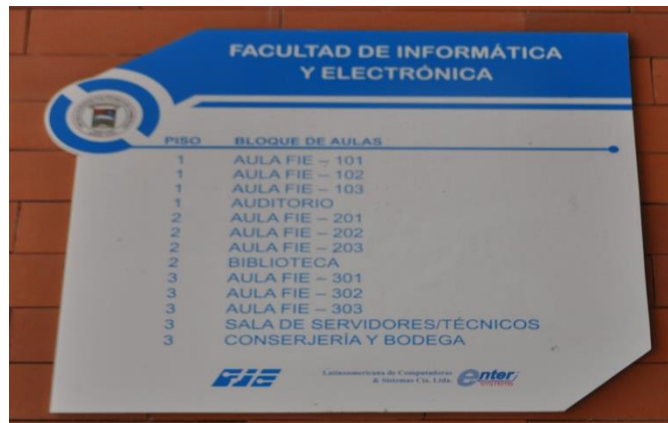 FACULTAD DE INFORMÁTICA
Y ELECTRÓNICA
PISO BLOQUE DE AULAS
1 AULA FIE – 101
1 AULA FIE – 102
1 AULA FIE – 103
1 AUDITORIO
2 AULA FIE – 201
2 AULA FIE – 202
2 AULA FIE – 203
2 BIBLIOTECA
3 AULA FIE – 301
3 AULA FIE – 302
3 AULA FIE – 303
3 SALA DE SERVIDORES/TÉCNICOS
3 CONSERJERÍA Y BODEGA
FIE
Latinoamericana de Computadoras
& Sistemas Cía. Ltda.
Enter
SYSTEMS